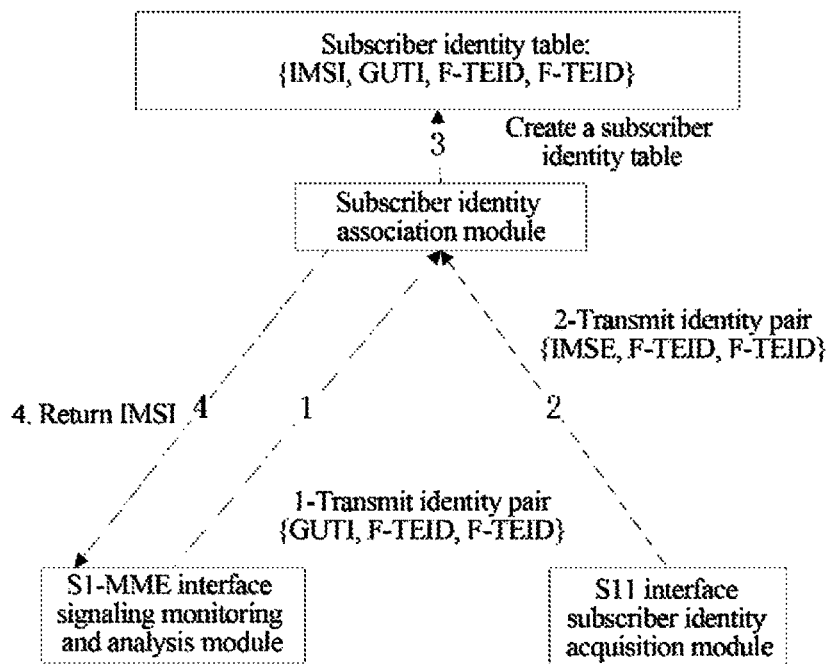 Subscriber identity table:
{IMSI, GUTI, F-TEID, F-TEID}
3
Create a subscriber
identity table
Subscriber identity
association module
2-Transmit identity pair
{IMSE, F-TEID, F-TEID}
4. Return IMSI
4
1
2
1-Transmit identity pair
{GUTI, F-TEID, F-TEID}
S1-MME interface
signaling monitoring
and analysis module
S11 interface
subscriber identity
acquisition module